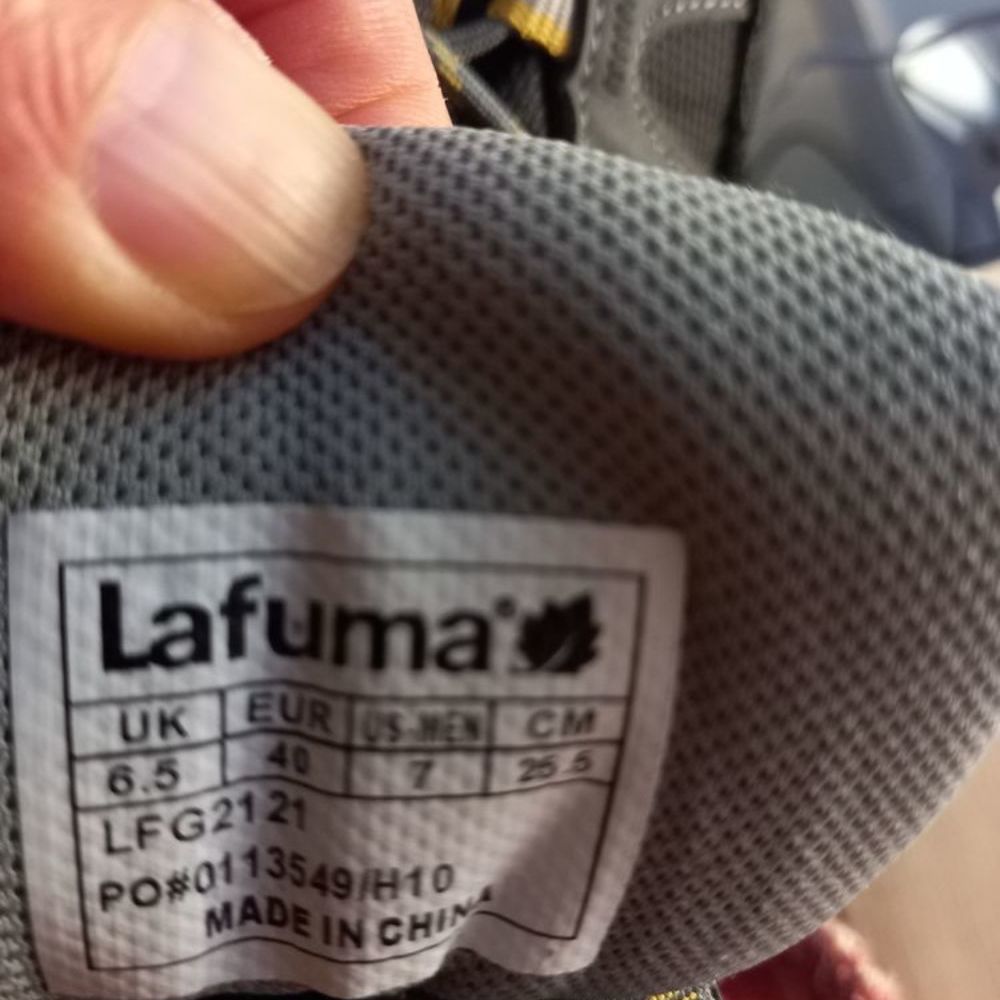 Lafuma®
UK EUR US-MEN CM
6.5 40 7 25.5
LFG2121
PO#0113549/H10
MADE IN CHINA